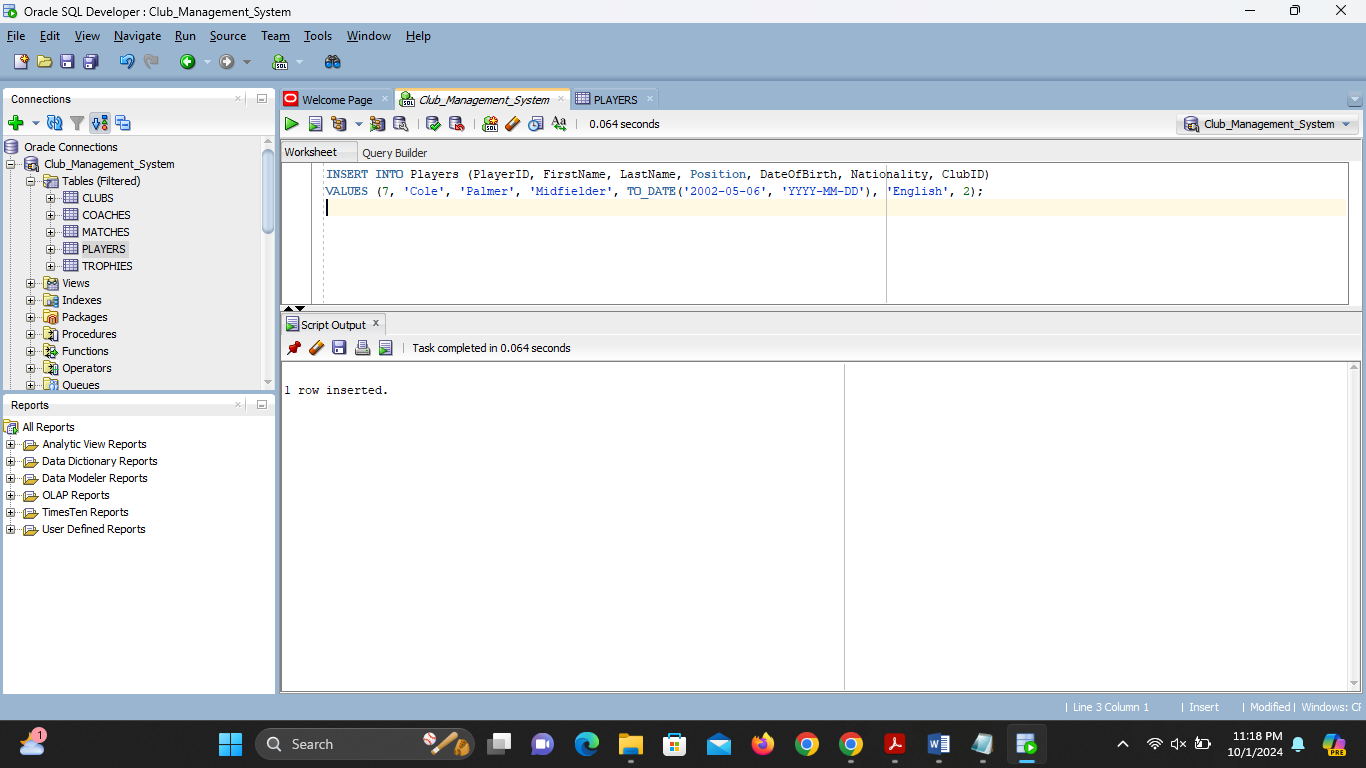 Oracle SQL Developer : Club_Management_System
File Edit View Navigate Run Source Team Tools Window Help
Connections
Oracle Connections
Club_Management_System
Tables (Filtered)
CLUBS
COACHES
MATCHES
PLAYERS
TROPHIES
Views
Indexes
Packages
Procedures
Functions
Operators
Queues
Reports
All Reports
Analytic View Reports
Data Dictionary Reports
Data Modeler Reports
OLAP Reports
TimesTen Reports
User Defined Reports
Welcome Page Club_Management_System PLAYERS
0.064 seconds Club_Management_System
Worksheet Query Builder
INSERT INTO Players (PlayerID, FirstName, LastName, Position, DateOfBirth, Nationality, ClubID)
VALUES (7, 'Cole', 'Palmer', 'Midfielder', TO_DATE('2002-05-06', 'YYYY-MM-DD'), 'English', 2);
Script Output
Task completed in 0.064 seconds
1 row inserted.
Line 3 Column 1 Insert Modified Windows:
1
Search
PRE
11:18 PM
10/1/2024